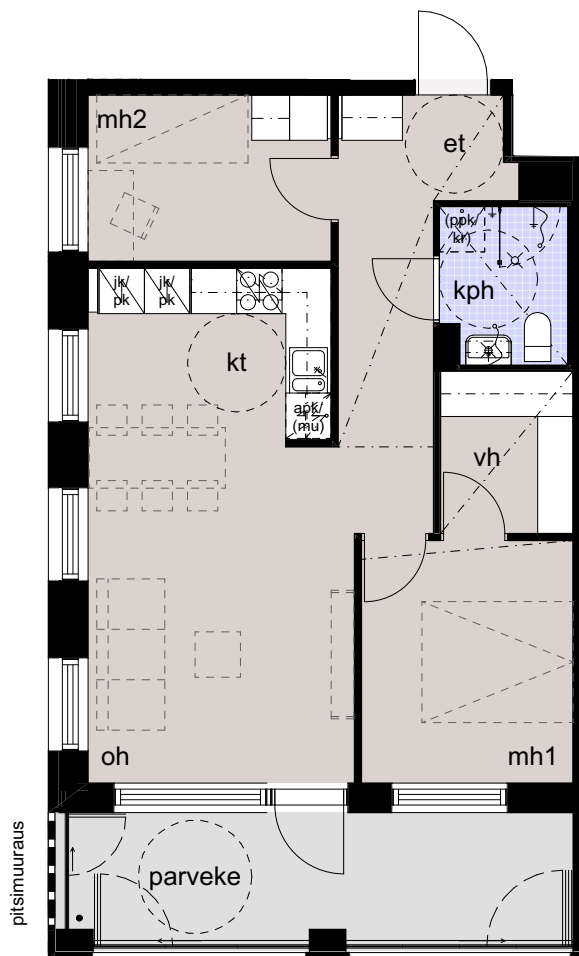 mh2
et
(ppk/
kr)
kph
jk/
pk
jk/
pk
kt
apk/
(mu)
vh
oh
mh1
parveke
pitsimuuraus